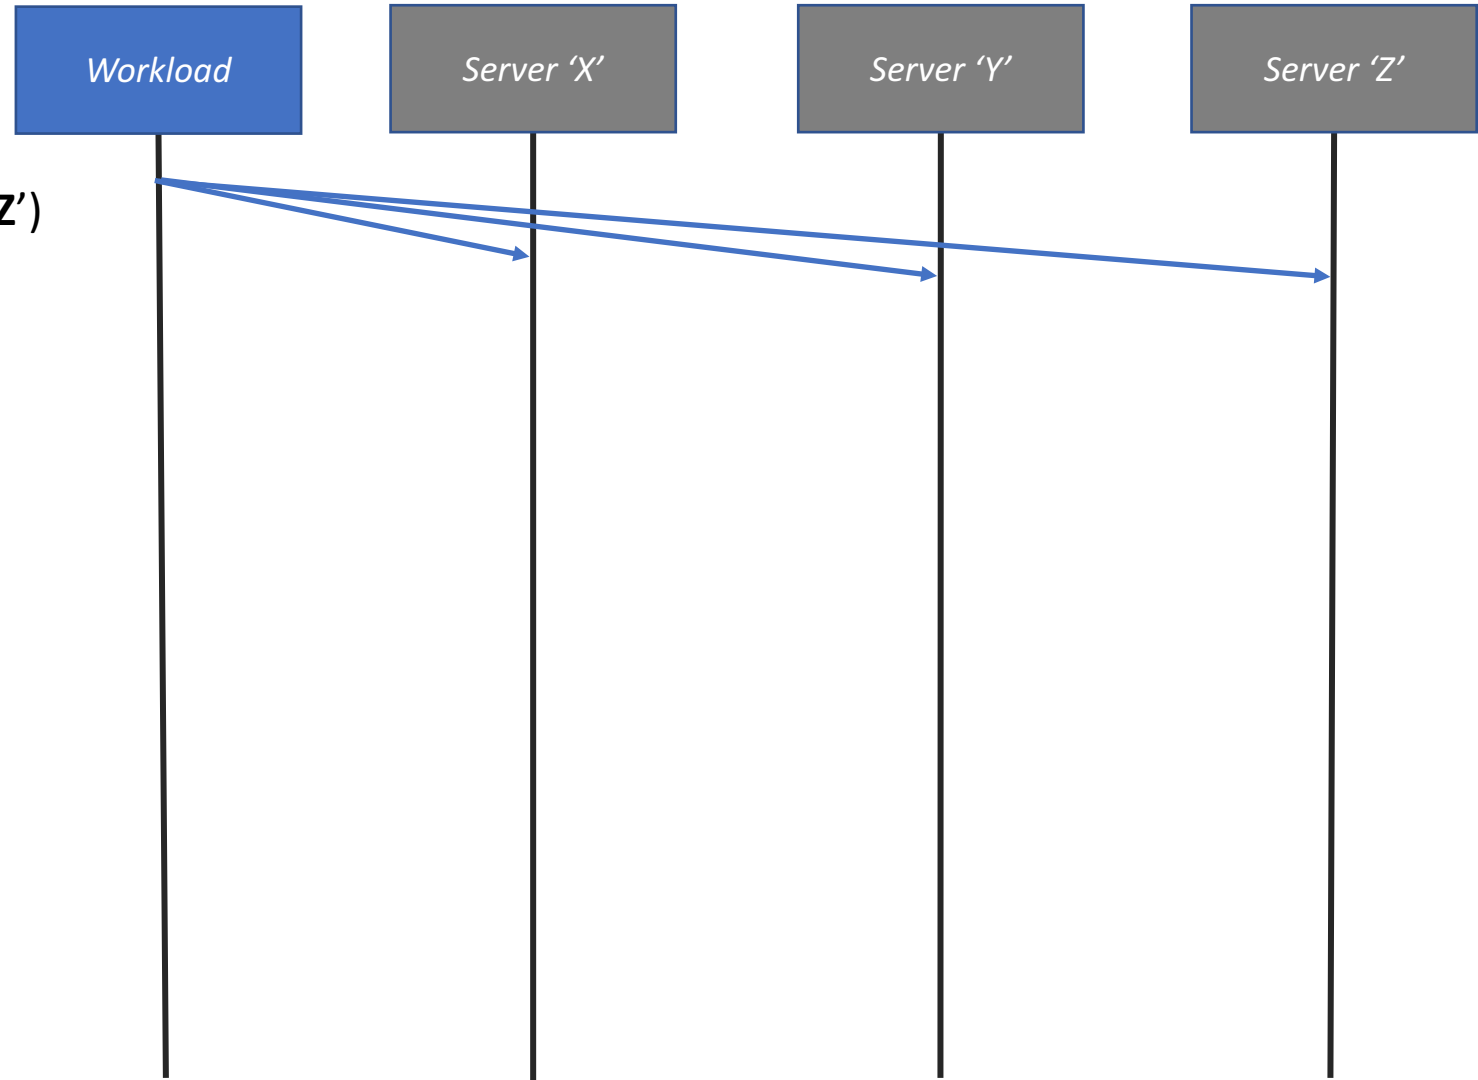 Workload
Server ‘X’
Server ‘Y’
Server ‘Z’
Z’)